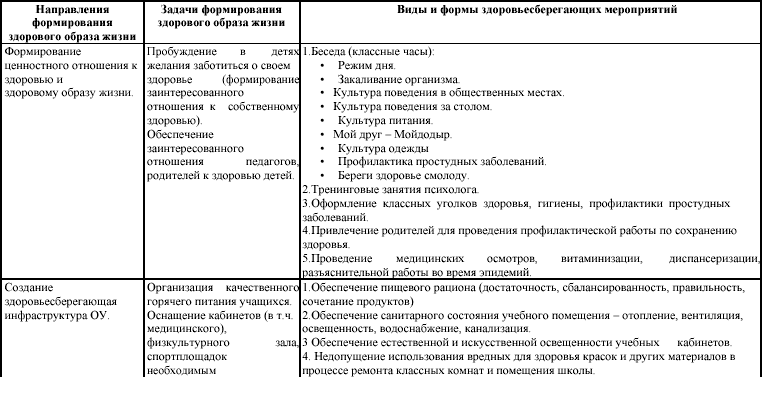 Направления
формирования
здорового образа жизни
Задачи формирования
здорового образа жизни
Виды и формы здоровьесберегающих мероприятий
Формирование
ценностного отношения к
здоровью и
здоровому образу жизни.
Пробуждение в детях
желания заботиться о своем
здоровье (формирование
заинтересованного
отношения к собственному
здоровью).
Обеспечение
заинтересованного
отношения педагогов,
родителей к здоровью детей.
1.Беседа (классные часы):
• Режим дня.
• Закаливание организма.
• Культура поведения в общественных местах.
• Культура поведения за столом.
• Культура питания.
• Мой друг – Мойдодыр.
• Культура одежды
• Профилактика простудных заболеваний.
• Береги здоровье смолоду.
2.Тренинговые занятия психолога.
3.Оформление классных уголков здоровья, гигиены, профилактики простудных
заболеваний.
4.Привлечение родителей для проведения профилактической работы по сохранению
здоровья.
5.Проведение медицинских осмотров, витаминизации, диспансеризации,
разъяснительной работы во время эпидемий.
Создание
здоровьесберегающая
инфраструктура ОУ.
Организация качественного
горячего питания учащихся.
Оснащение кабинетов (в т.ч.
медицинского),
физкультурного зала,
спортплощадок
необходимым
1.Обеспечение пищевого рациона (достаточность, сбалансированность, правильность,
сочетание продуктов)
2.Обеспечение санитарного состояния учебного помещения – отопление, вентиляция,
освещенность, водоснабжение, канализация.
3 Обеспечение естественной и искусственной освещенности учебных кабинетов.
4. Недопущение использования вредных для здоровья красок и других материалов в
процессе ремонта классных комнат и помещения школы.